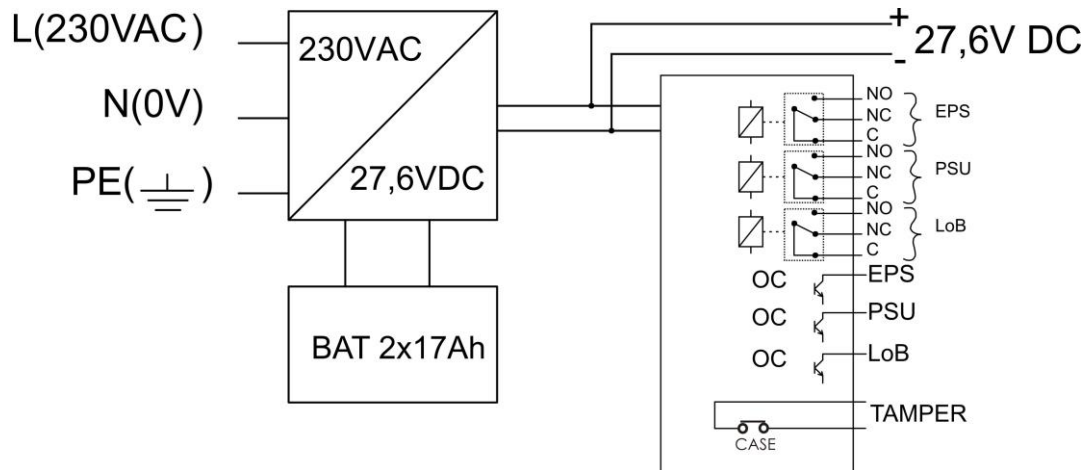 L(230VAC)
N(0V)
PE( )
230VAC
27,6VDC
BAT 2x17Ah
+
27,6V DC
-
NO
NC
C
EPS
NO
NC
C
PSU
NO
NC
C
LoB
OC
EPS
OC
PSU
OC
LoB
TAMPER
CASE